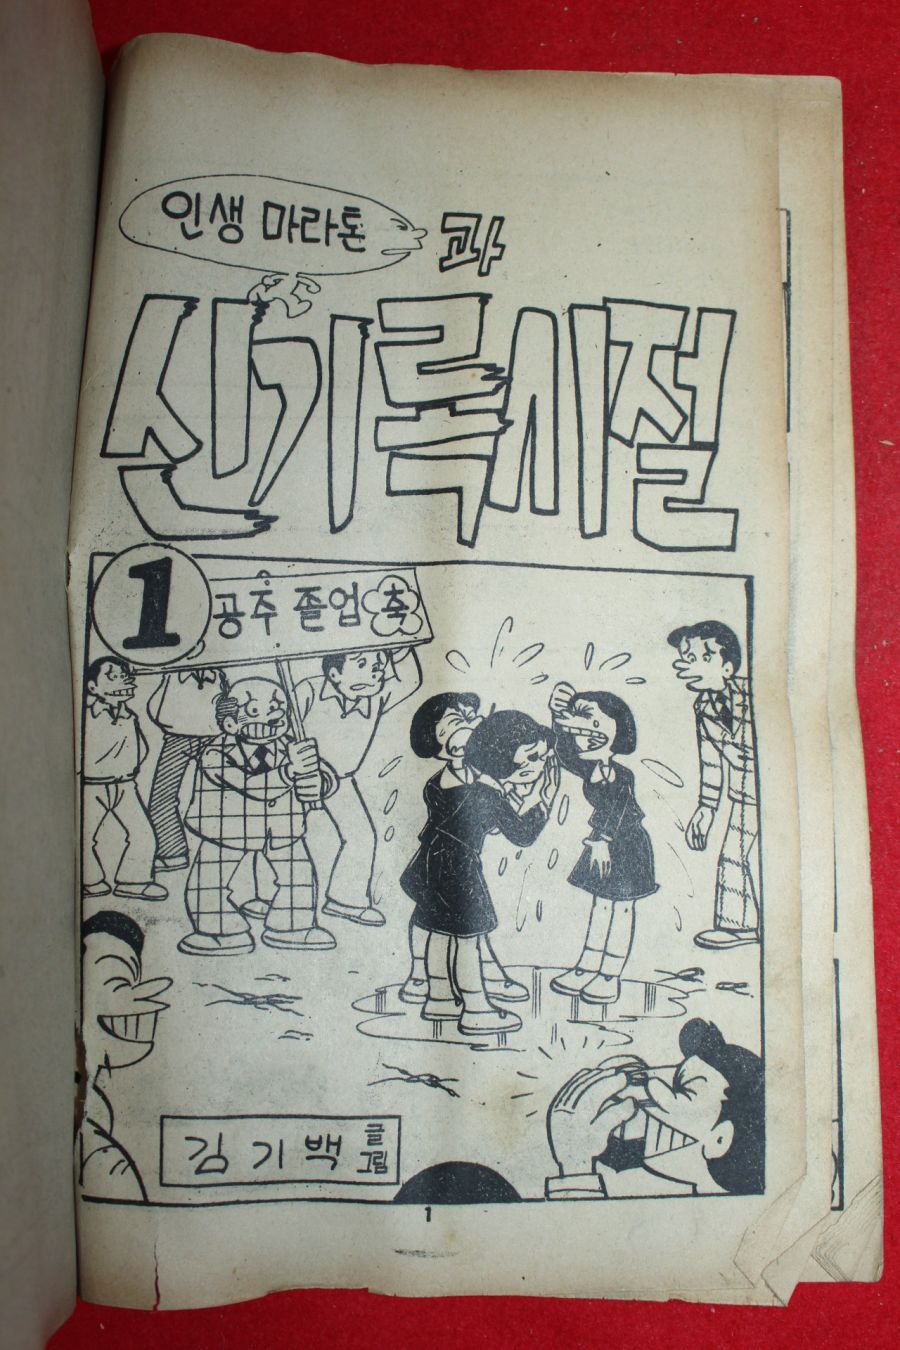 인생 마라톤 과
신기록시절
1
공주 졸업 축
김기백 글
그림
1